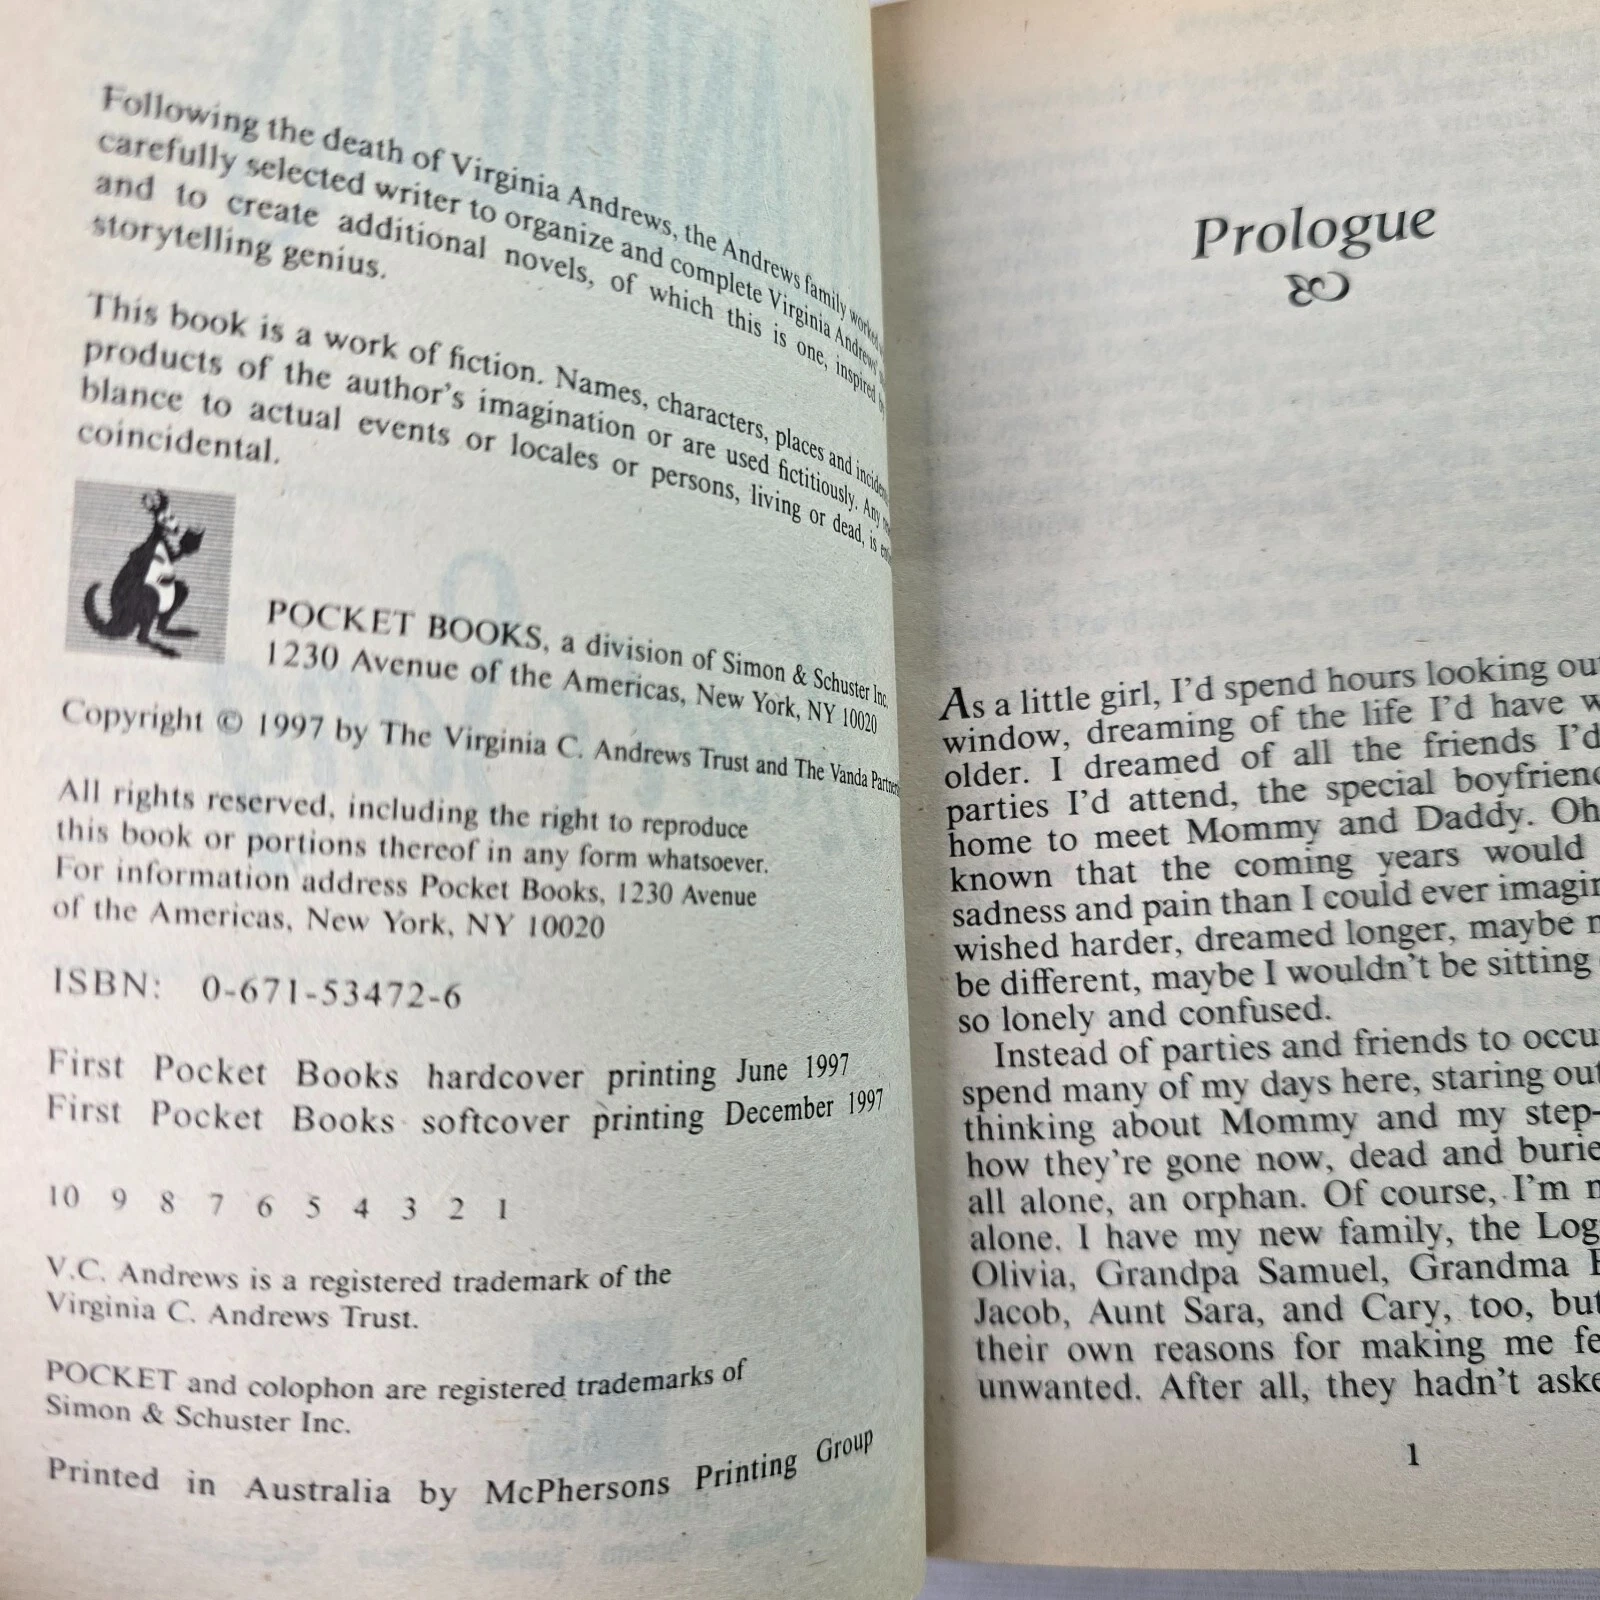 Following the death of Virginia Andrews, the Andrews family worked
carefully selected writer to organize and complete Virginia Andrews'
and to create additional novels, of which this is one, inspired by
storytelling genius.
This book is a work of fiction. Names, characters, places and
products of the author's imagination or are used fictitiously. Any
blance to actual events or locales or persons, living or dead, is
coincidental.
POCKET BOOKS, a division of Simon & Schuster Inc.
1230 Avenue of the Americas, New York, NY 10020
Copyright © 1997 by The Virginia C. Andrews Trust and The Vanda
All rights reserved, including the right to reproduce
this book or portions thereof in any form whatsoever.
For information address Pocket Books, 1230 Avenue
of the Americas, New York, NY 10020
ISBN: 0-671-53472-6
First Pocket Books hardcover printing June 1997
First Pocket Books softcover printing December 1997
10 9 8 7 6 5 4 3 2 1
V.C. Andrews is a registered trademark of the
Virginia C. Andrews Trust.
POCKET and colophon are registered trademarks of
Simon & Schuster Inc.
Printed in Australia by McPhersons Printing Group
Prologue
As a little girl, I'd spend hours looking out
window, dreaming of the life I'd have w
older. I dreamed of all the friends I'd
parties I'd attend, the special boyfriend
home to meet Mommy and Daddy. Oh
known that the coming years would
sadness and pain than I could ever imagin
wished harder, dreamed longer, maybe
be different, maybe I wouldn't be sitting
so lonely and confused.
Instead of parties and friends to occu
spend many of my days here, staring out
thinking about Mommy and my step-
how they're gone now, dead and burie
all alone, an orphan. Of course, I'm
alone. I have my new family, the Log
Olivia, Grandpa Samuel, Grandma
Jacob, Aunt Sara, and Cary, too, but
their own reasons for making me fe
unwanted. After all, they hadn't aske
1